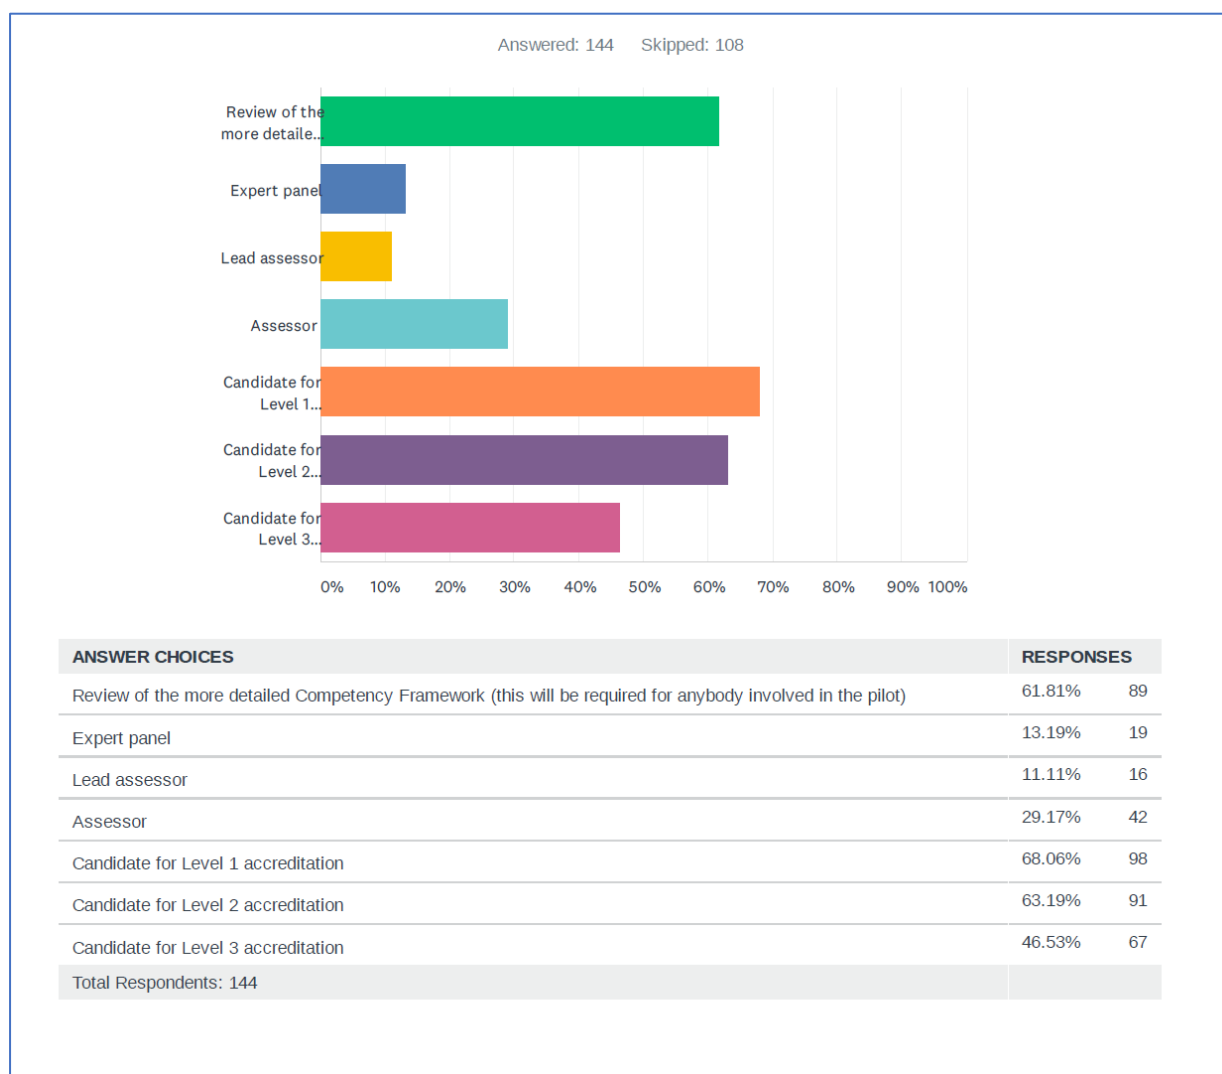 Answered: 144 Skipped: 108
Review of the
more detaile...
Expert panel
Lead assessor
Assessor
Candidate for
Level 1...
Candidate for
Level 2...
Candidate for
Level 3...
0% 10% 20% 30% 40% 50% 60% 70% 80% 90% 100%
ANSWER CHOICES RESPONSES
Review of the more detailed Competency Framework (this will be required for anybody involved in the pilot) 61.81% 89
Expert panel 13.19% 19
Lead assessor 11.11% 16
Assessor 29.17% 42
Candidate for Level 1 accreditation 68.06% 98
Candidate for Level 2 accreditation 63.19% 91
Candidate for Level 3 accreditation 46.53% 67
Total Respondents: 144